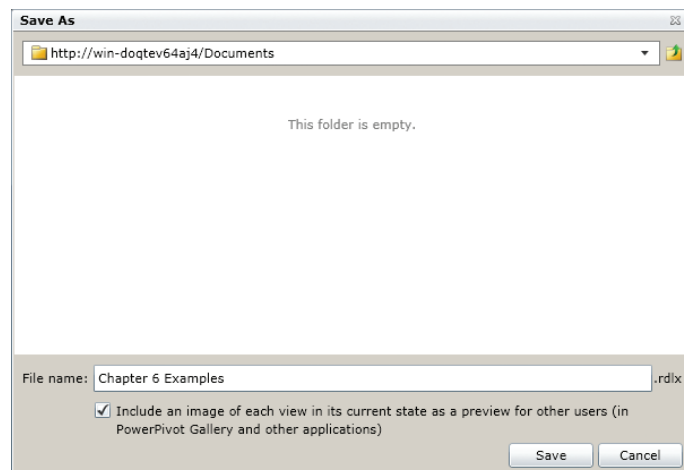 Save As
http://win-doqtev64aj4/Documents
This folder is empty.
File name: Chapter 6 Examples .rdlx
Include an image of each view in its current state as a preview for other users (in
PowerPivot Gallery and other applications)
Save Cancel